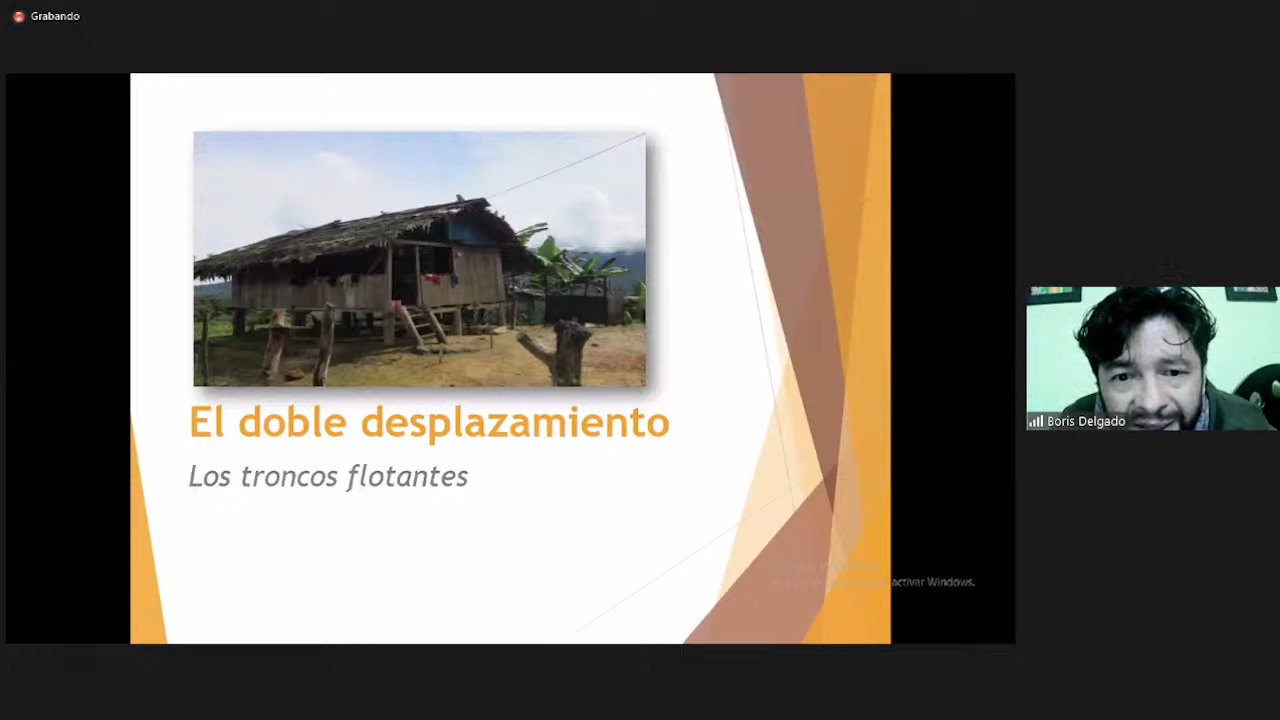 Grabando
El doble desplazamiento
Los troncos flotantes
activar Windows.
Boris Delgado